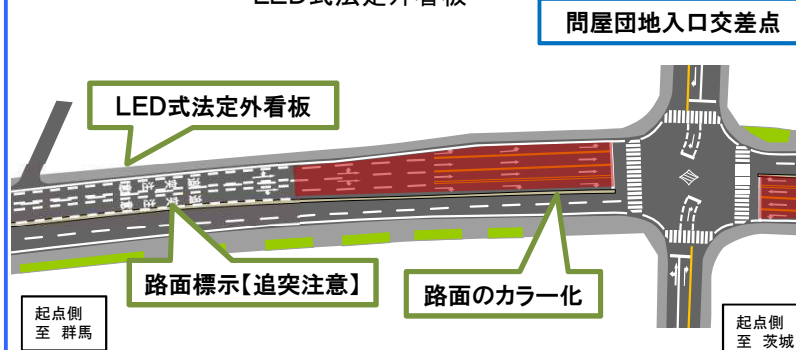 LED式法定外看板
問屋団地入口交差点
LED式法定外看板
路面標示【追突注意】
路面のカラー化
起点側
至 群馬
起点側
至 茨城